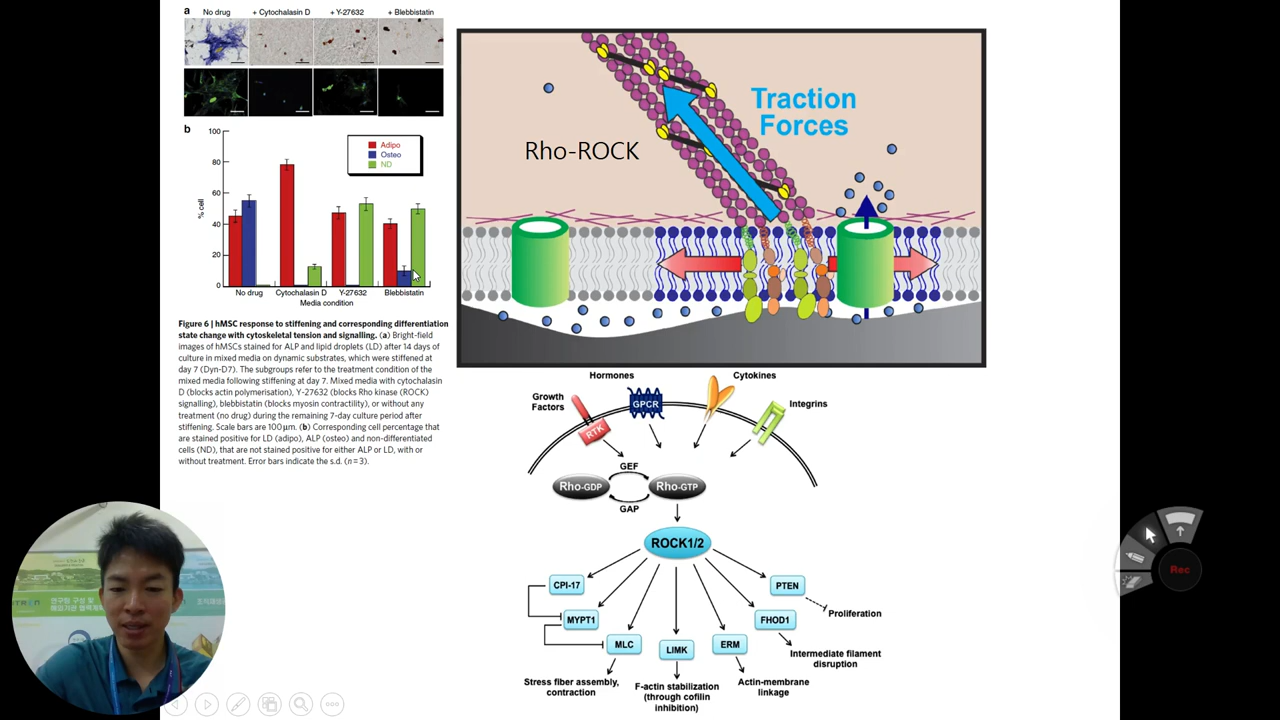 a
No drug
+ Cytochalasin D
+ Y-27632
+ Blebbistatin
b
100
80
60
40
20
0
% cell
Adipo
Osteo
ND
No drug
Cytochalasin D
Y-27632
Blebbistatin
Media condition
Figure 6 | hMSC response to stiffening and corresponding differentiation
state change with cytoskeletal tension and signalling. (a) Bright-field
images of hMSCs stained for ALP and lipid droplets (LD) after 14 days of
culture in mixed media on dynamic substrates, which were stiffened at
day 7 (Dyn-D7). The subgroups refer to the treatment condition of the
mixed media following stiffening at day 7. Mixed media with cytochalasin
D (blocks actin polymerisation), Y-27632 (blocks Rho kinase (ROCK)
signalling), blebbistatin (blocks myosin contractility), or without any
treatment (no drug) during the remaining 7-day culture period after
stiffening. Scale bars are 100 μm. (b) Corresponding cell percentage that
are stained positive for LD (adipo), ALP (osteo) and non-differentiated
cells (ND), that are not stained positive for either ALP or LD, with or
without treatment. Error bars indicate the s.d. (n = 3).
Traction
Forces
Rho-ROCK
Hormones
Cytokines
Growth
Factors
Integrins
GPCR
RTK
GEF
Rho-GDP
Rho-GTP
GAP
ROCK1/2
CPI-17
PTEN
Proliferation
MYPT1
FHOD1
MLC
LIMK
ERM
Intermediate filament
disruption
Stress fiber assembly,
contraction
F-actin stabilization
(through cofilin
inhibition)
Actin-membrane
linkage
Rec